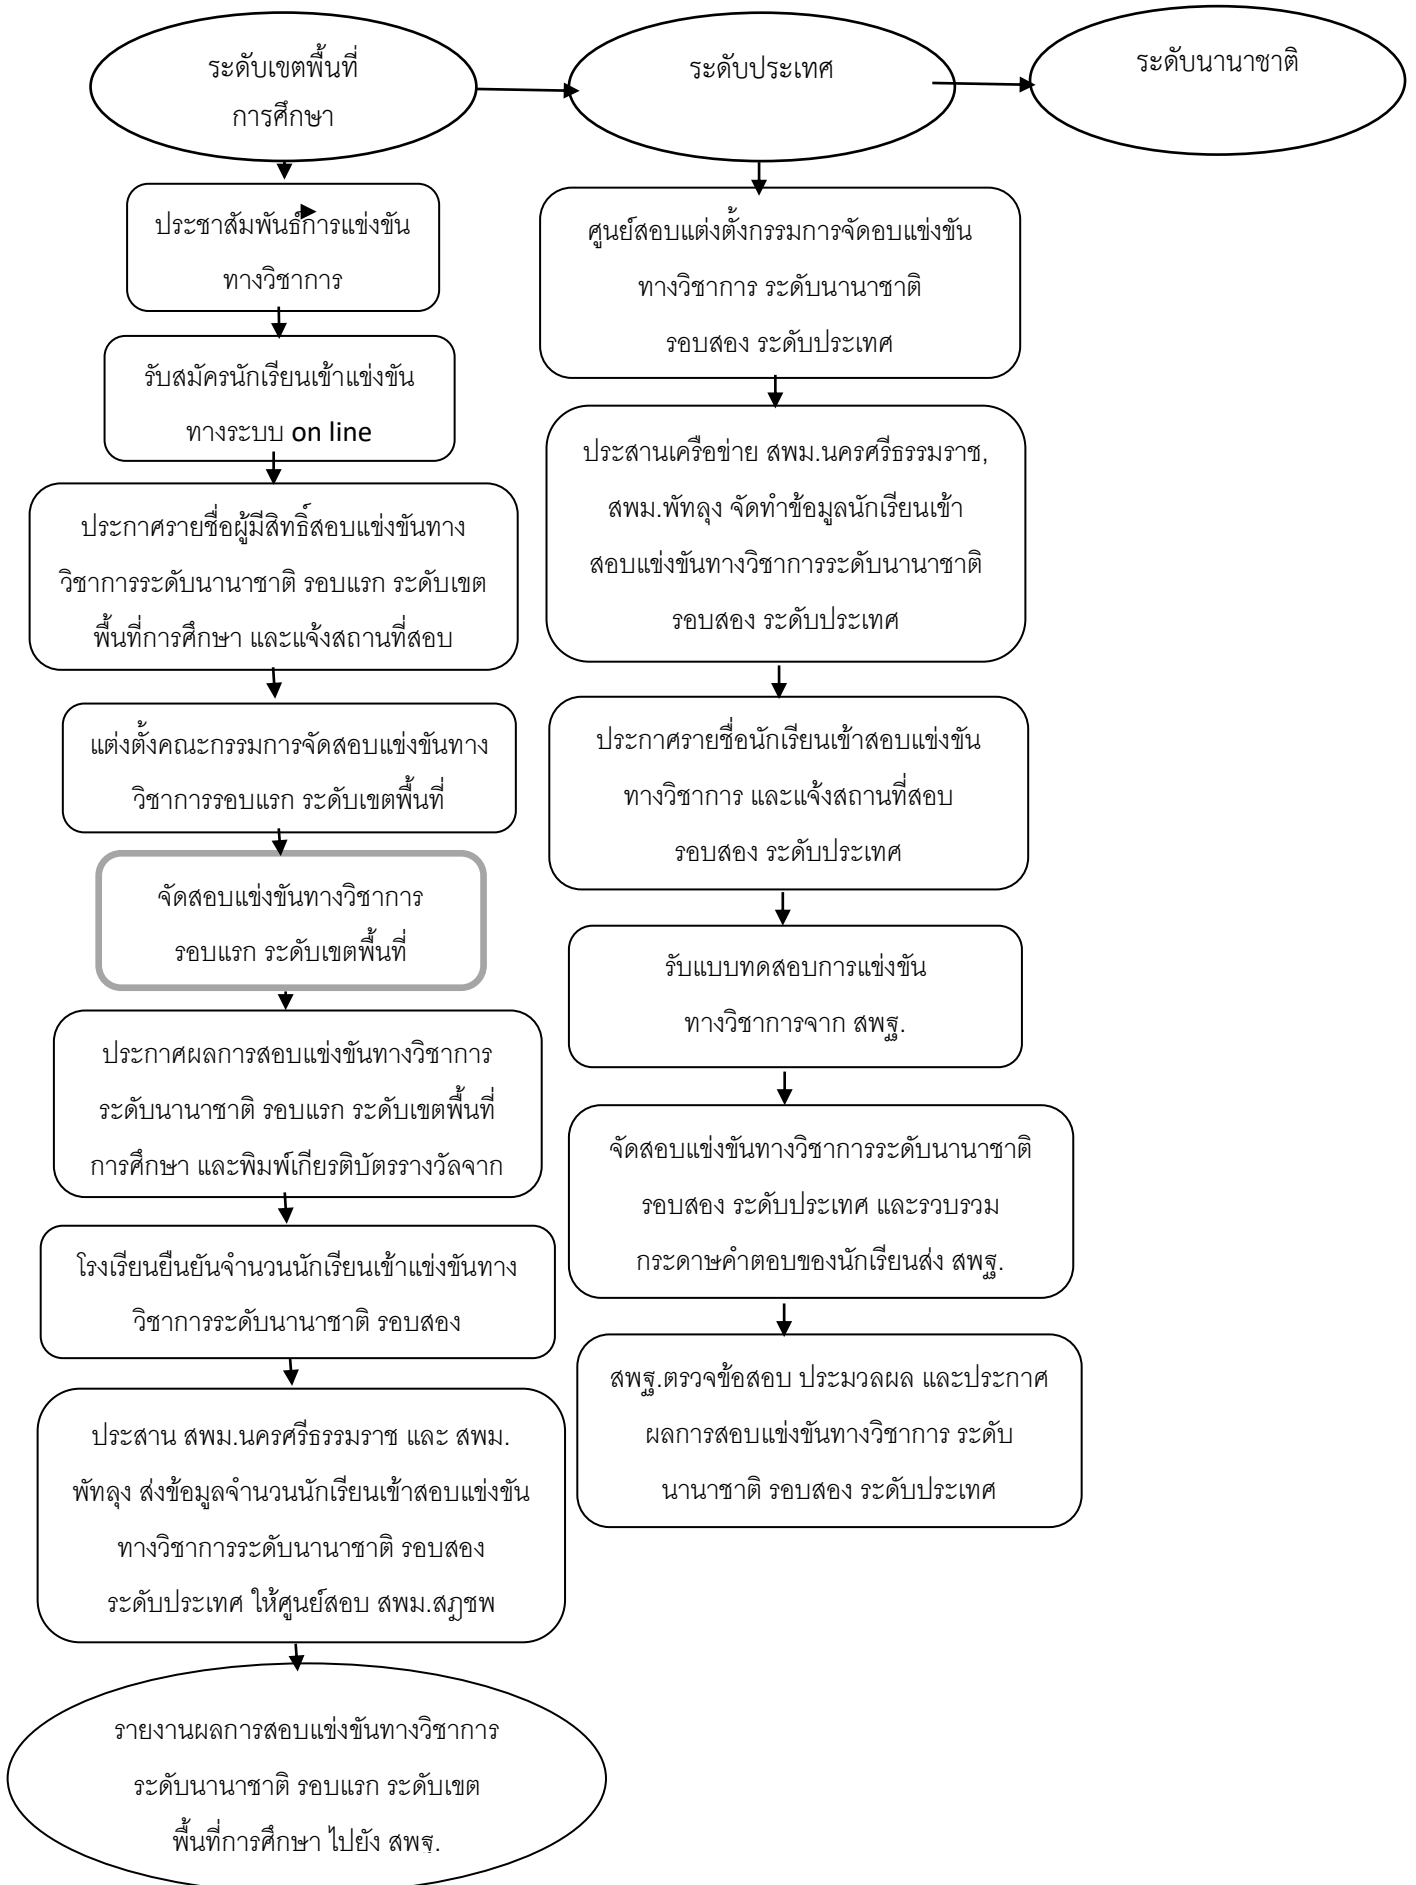 ระดับเขตพื้นที่
การศึกษา
ระดับประเทศ
ระดับนานาชาติ
ประชาสัมพันธ์การแข่งขัน
ทางวิชาการ
รับสมัครนักเรียนเข้าแข่งขัน
ทางระบบ on line
ประกาศรายชื่อผู้มีสิทธิ์สอบแข่งขันทาง
วิชาการระดับนานาชาติ รอบแรก ระดับเขต
พื้นที่การศึกษา และแจ้งสถานที่สอบ
แต่งตั้งคณะกรรมการจัดสอบแข่งขันทาง
วิชาการรอบแรก ระดับเขตพื้นที่
จัดสอบแข่งขันทางวิชาการ
รอบแรก ระดับเขตพื้นที่
ประกาศผลการสอบแข่งขันทางวิชาการ
ระดับนานาชาติ รอบแรก ระดับเขตพื้นที่
การศึกษา และพิมพ์เกียรติบัตรรางวัลจาก
โรงเรียนยืนยันจำนวนนักเรียนเข้าแข่งขันทาง
วิชาการระดับนานาชาติ รอบสอง
ประสาน สพม.นครศรีธรรมราช และ สพม.
พัทลุง ส่งข้อมูลจำนวนนักเรียนเข้าสอบแข่งขัน
ทางวิชาการระดับนานาชาติ รอบสอง
ระดับประเทศ ให้ศูนย์สอบ สพม.สฎชพ
รายงานผลการสอบแข่งขันทางวิชาการ
ระดับนานาชาติ รอบแรก ระดับเขต
พื้นที่การศึกษา ไปยัง สพฐ.
ศูนย์สอบแต่งตั้งกรรมการจัดอบแข่งขัน
ทางวิชาการ ระดับนานาชาติ
รอบสอง ระดับประเทศ
ประสานเครือข่าย สพม.นครศรีธรรมราช,
สพม.พัทลุง จัดทำข้อมูลนักเรียนเข้า
สอบแข่งขันทางวิชาการระดับนานาชาติ
รอบสอง ระดับประเทศ
ประกาศรายชื่อนักเรียนเข้าสอบแข่งขัน
ทางวิชาการ และแจ้งสถานที่สอบ
รอบสอง ระดับประเทศ
รับแบบทดสอบการแข่งขัน
ทางวิชาการจาก สพฐ.
จัดสอบแข่งขันทางวิชาการระดับนานาชาติ
รอบสอง ระดับประเทศ และรวบรวม
กระดาษคำตอบของนักเรียนส่ง สพฐ.
สพฐ.ตรวจข้อสอบ ประมวลผล และประกาศ
ผลการสอบแข่งขันทางวิชาการ ระดับ
นานาชาติ รอบสอง ระดับประเทศ